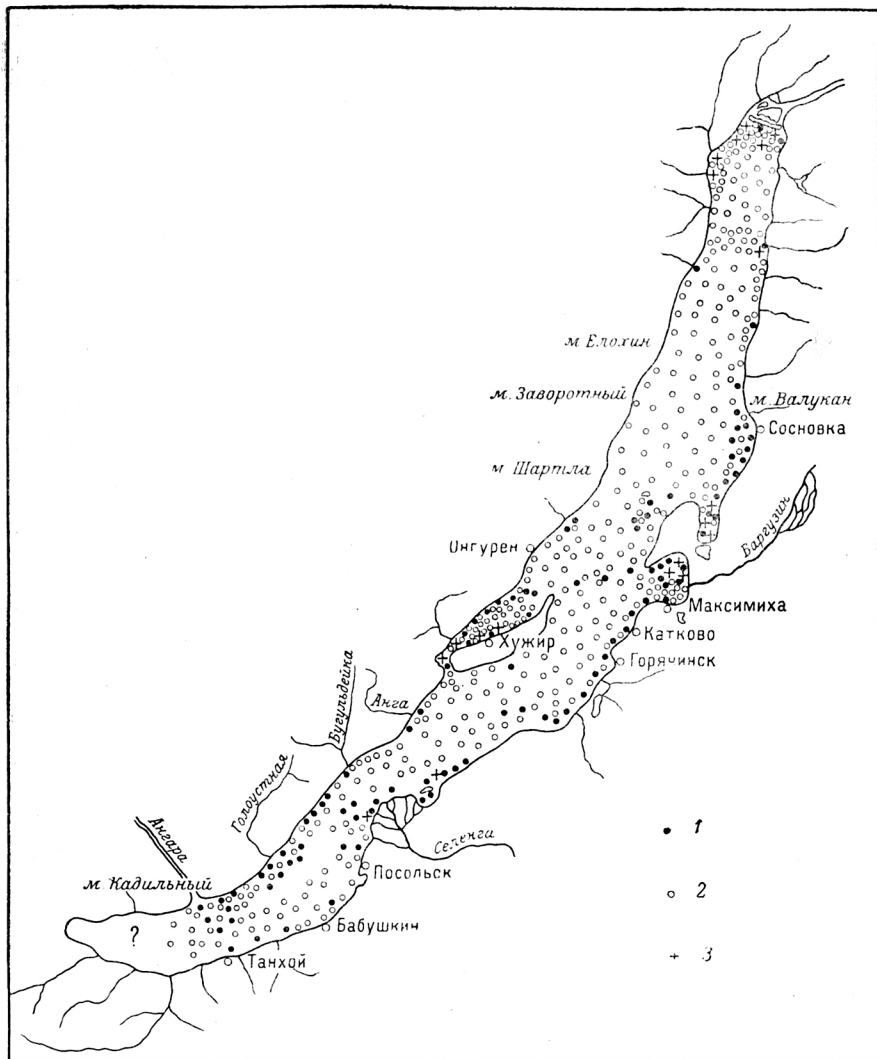 м Елохин
м. Заворотный
м. Валукан
Сосновка
м Шартла
Баргузин
Онгурен
Максимиха
Катково
Хужир
Горячинск
Анга
Бугульдейка
Голоустная
Ангара
Селенга
м. Кадильный
Посольск
Бабушкин
Танхой
?
1
2
3